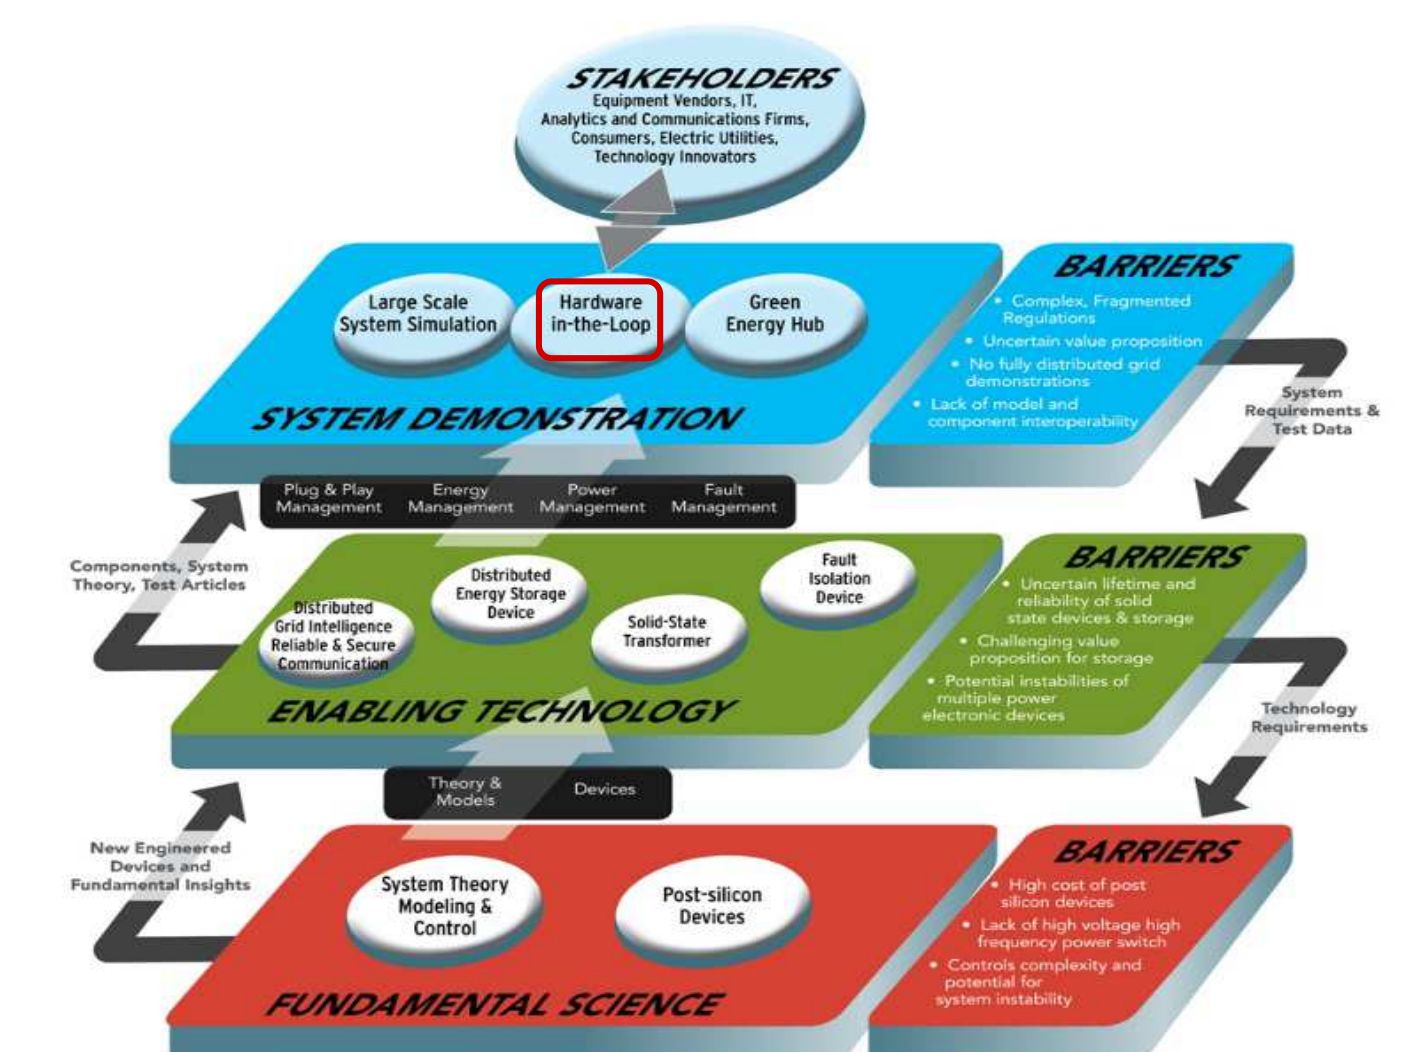 STAKEHOLDERS
Equipment Vendors, IT,
Analytics and Communications Firms,
Consumers, Electric Utilities,
Technology Innovators
Large Scale
System Simulation
Hardware
in-the-Loop
Green
Energy Hub
SYSTEM DEMONSTRATION
BARRIERS
• Complex, Fragmented
Regulations
• Uncertain value proposition
• No fully distributed grid
demonstrations
• Lack of model and
component interoperability
System
Requirements &
Test Data
Plug & Play
Management
Energy
Management
Power
Management
Fault
Management
Components, System
Theory, Test Articles
Distributed
Grid Intelligence
Reliable & Secure
Communication
Distributed
Energy Storage
Device
Solid-State
Transformer
Fault
Isolation
Device
ENABLING TECHNOLOGY
BARRIERS
• Uncertain lifetime and
reliability of solid
state devices & storage
• Challenging value
proposition for storage
• Potential instabilities of
multiple power
electronic devices
Technology
Requirements
Theory &
Models
Devices
New Engineered
Devices and
Fundamental Insights
System Theory
Modeling &
Control
Post-silicon
Devices
FUNDAMENTAL SCIENCE
BARRIERS
• High cost of post
silicon devices
• Lack of high voltage high
frequency power switch
• Controls complexity and
potential for
system instability